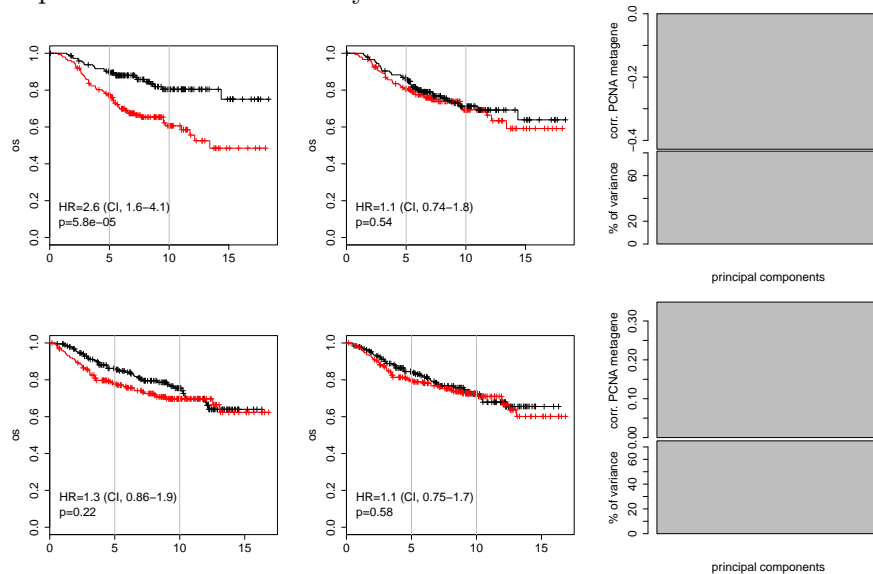 os
1.0
0.8
0.6
0.4
0.2
0.0
HR=2.6 (CI, 1.6−4.1)
p=5.8e−05
0 5 10 15
HR=1.1 (CI, 0.74−1.8)
p=0.54
0 5 10 15
1.0
0.8
0.6
0.4
0.2
0.0
corr. PCNA metagene
0.0
−0.2
−0.4
% of variance
60
20
0
principal components
os
1.0
0.8
0.6
0.4
0.2
0.0
HR=1.3 (CI, 0.86−1.9)
p=0.22
0 5 10 15
os
1.0
0.8
0.6
0.4
0.2
0.0
HR=1.1 (CI, 0.75−1.7)
p=0.58
0 5 10 15
corr. PCNA metagene
0.30
0.20
0.10
0.00
% of variance
60
40
20
0
principal components